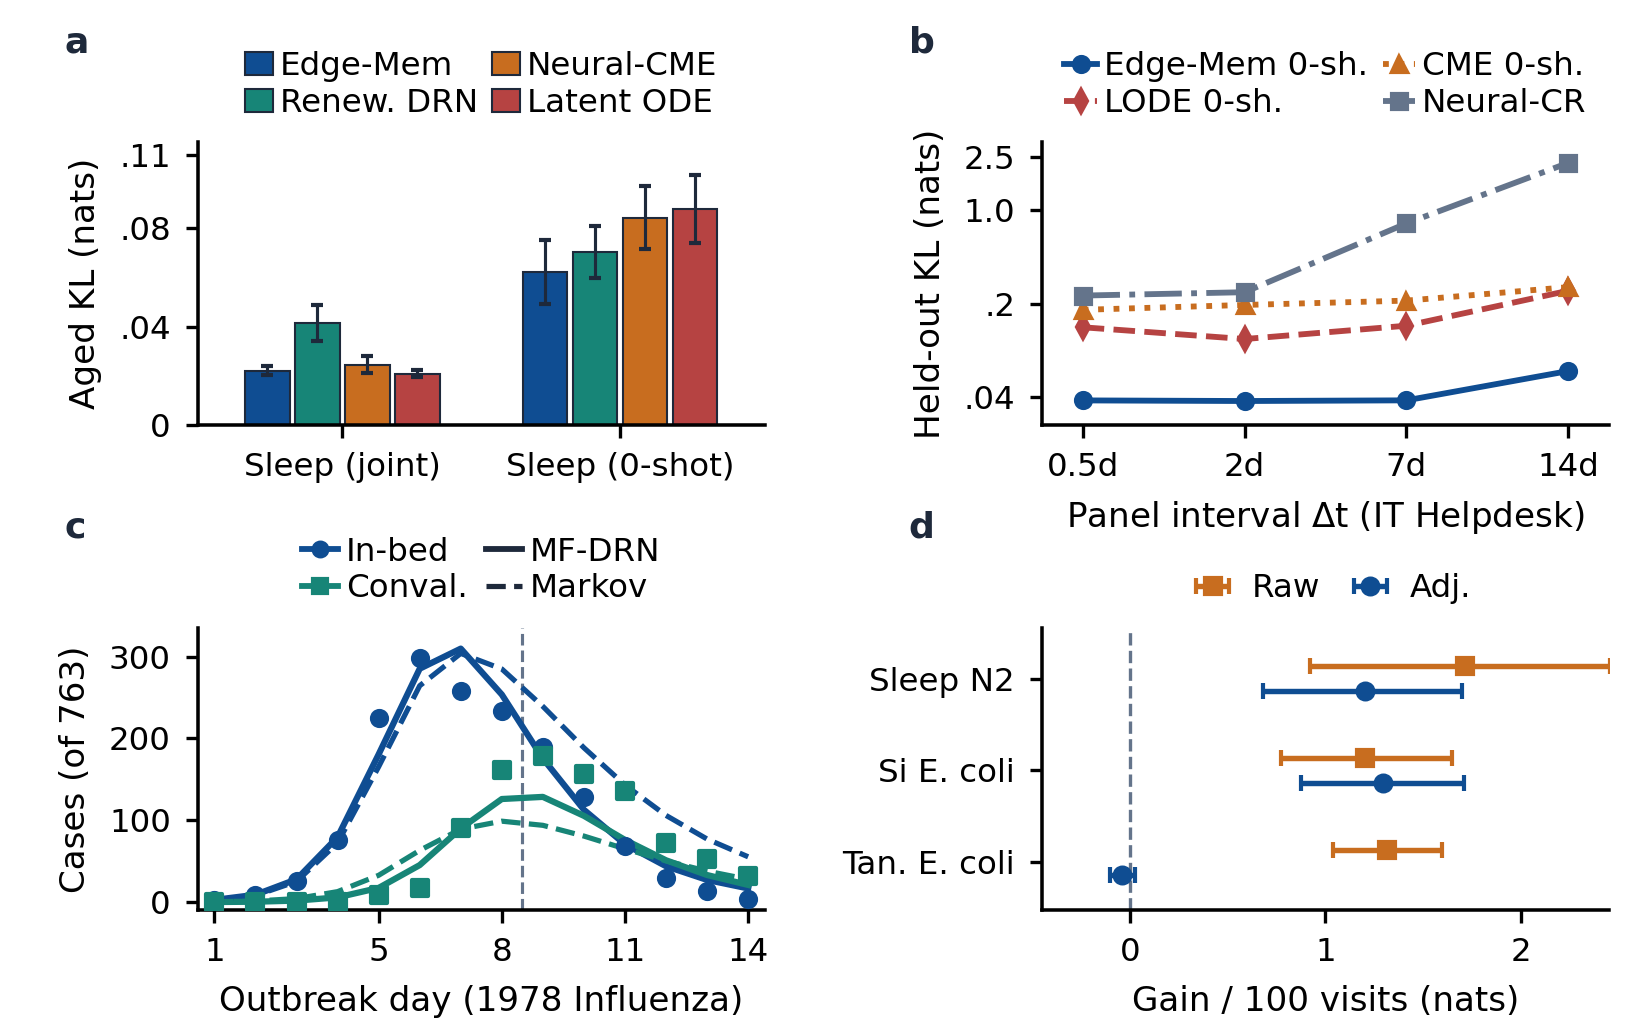 a
Edge-Mem
Neural-CME
Renew. DRN
Latent ODE
Aged KL (nats)
.11
.08
.04
0
Sleep (joint)
Sleep (0-shot)
b
Edge-Mem 0-sh.
CME 0-sh.
LODE 0-sh.
Neural-CR
Held-out KL (nats)
2.5
1.0
.2
.04
0.5d
2d
7d
14d
Panel interval Δt (IT Helpdesk)
c
In-bed
MF-DRN
Conval.
Markov
Cases (of 763)
300
200
100
0
1
5
8
11
14
Outbreak day (1978 Influenza)
d
Raw
Adj.
Sleep N2
Si E. coli
Tan. E. coli
0
1
2
Gain / 100 visits (nats)